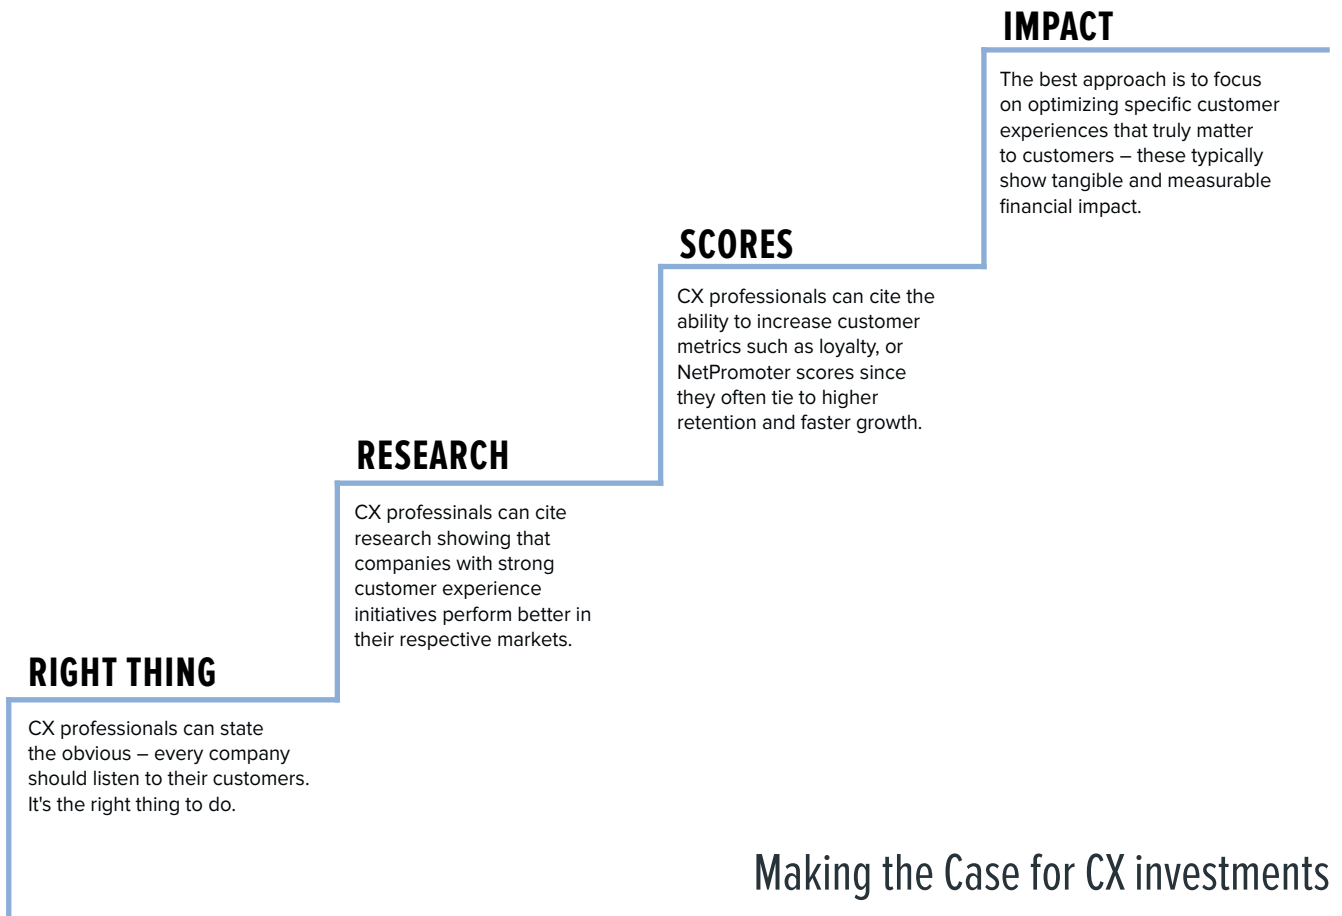 IMPACT
The best approach is to focus
on optimizing specific customer
experiences that truly matter
to customers – these typically
show tangible and measurable
financial impact.
SCORES
CX professionals can cite the
ability to increase customer
metrics such as loyalty, or
NetPromoter scores since
they often tie to higher
retention and faster growth.
RESEARCH
CX professinals can cite
research showing that
companies with strong
customer experience
initiatives perform better in
their respective markets.
RIGHT THING
CX professionals can state
the obvious – every company
should listen to their customers.
It's the right thing to do.
Making the Case for CX investments